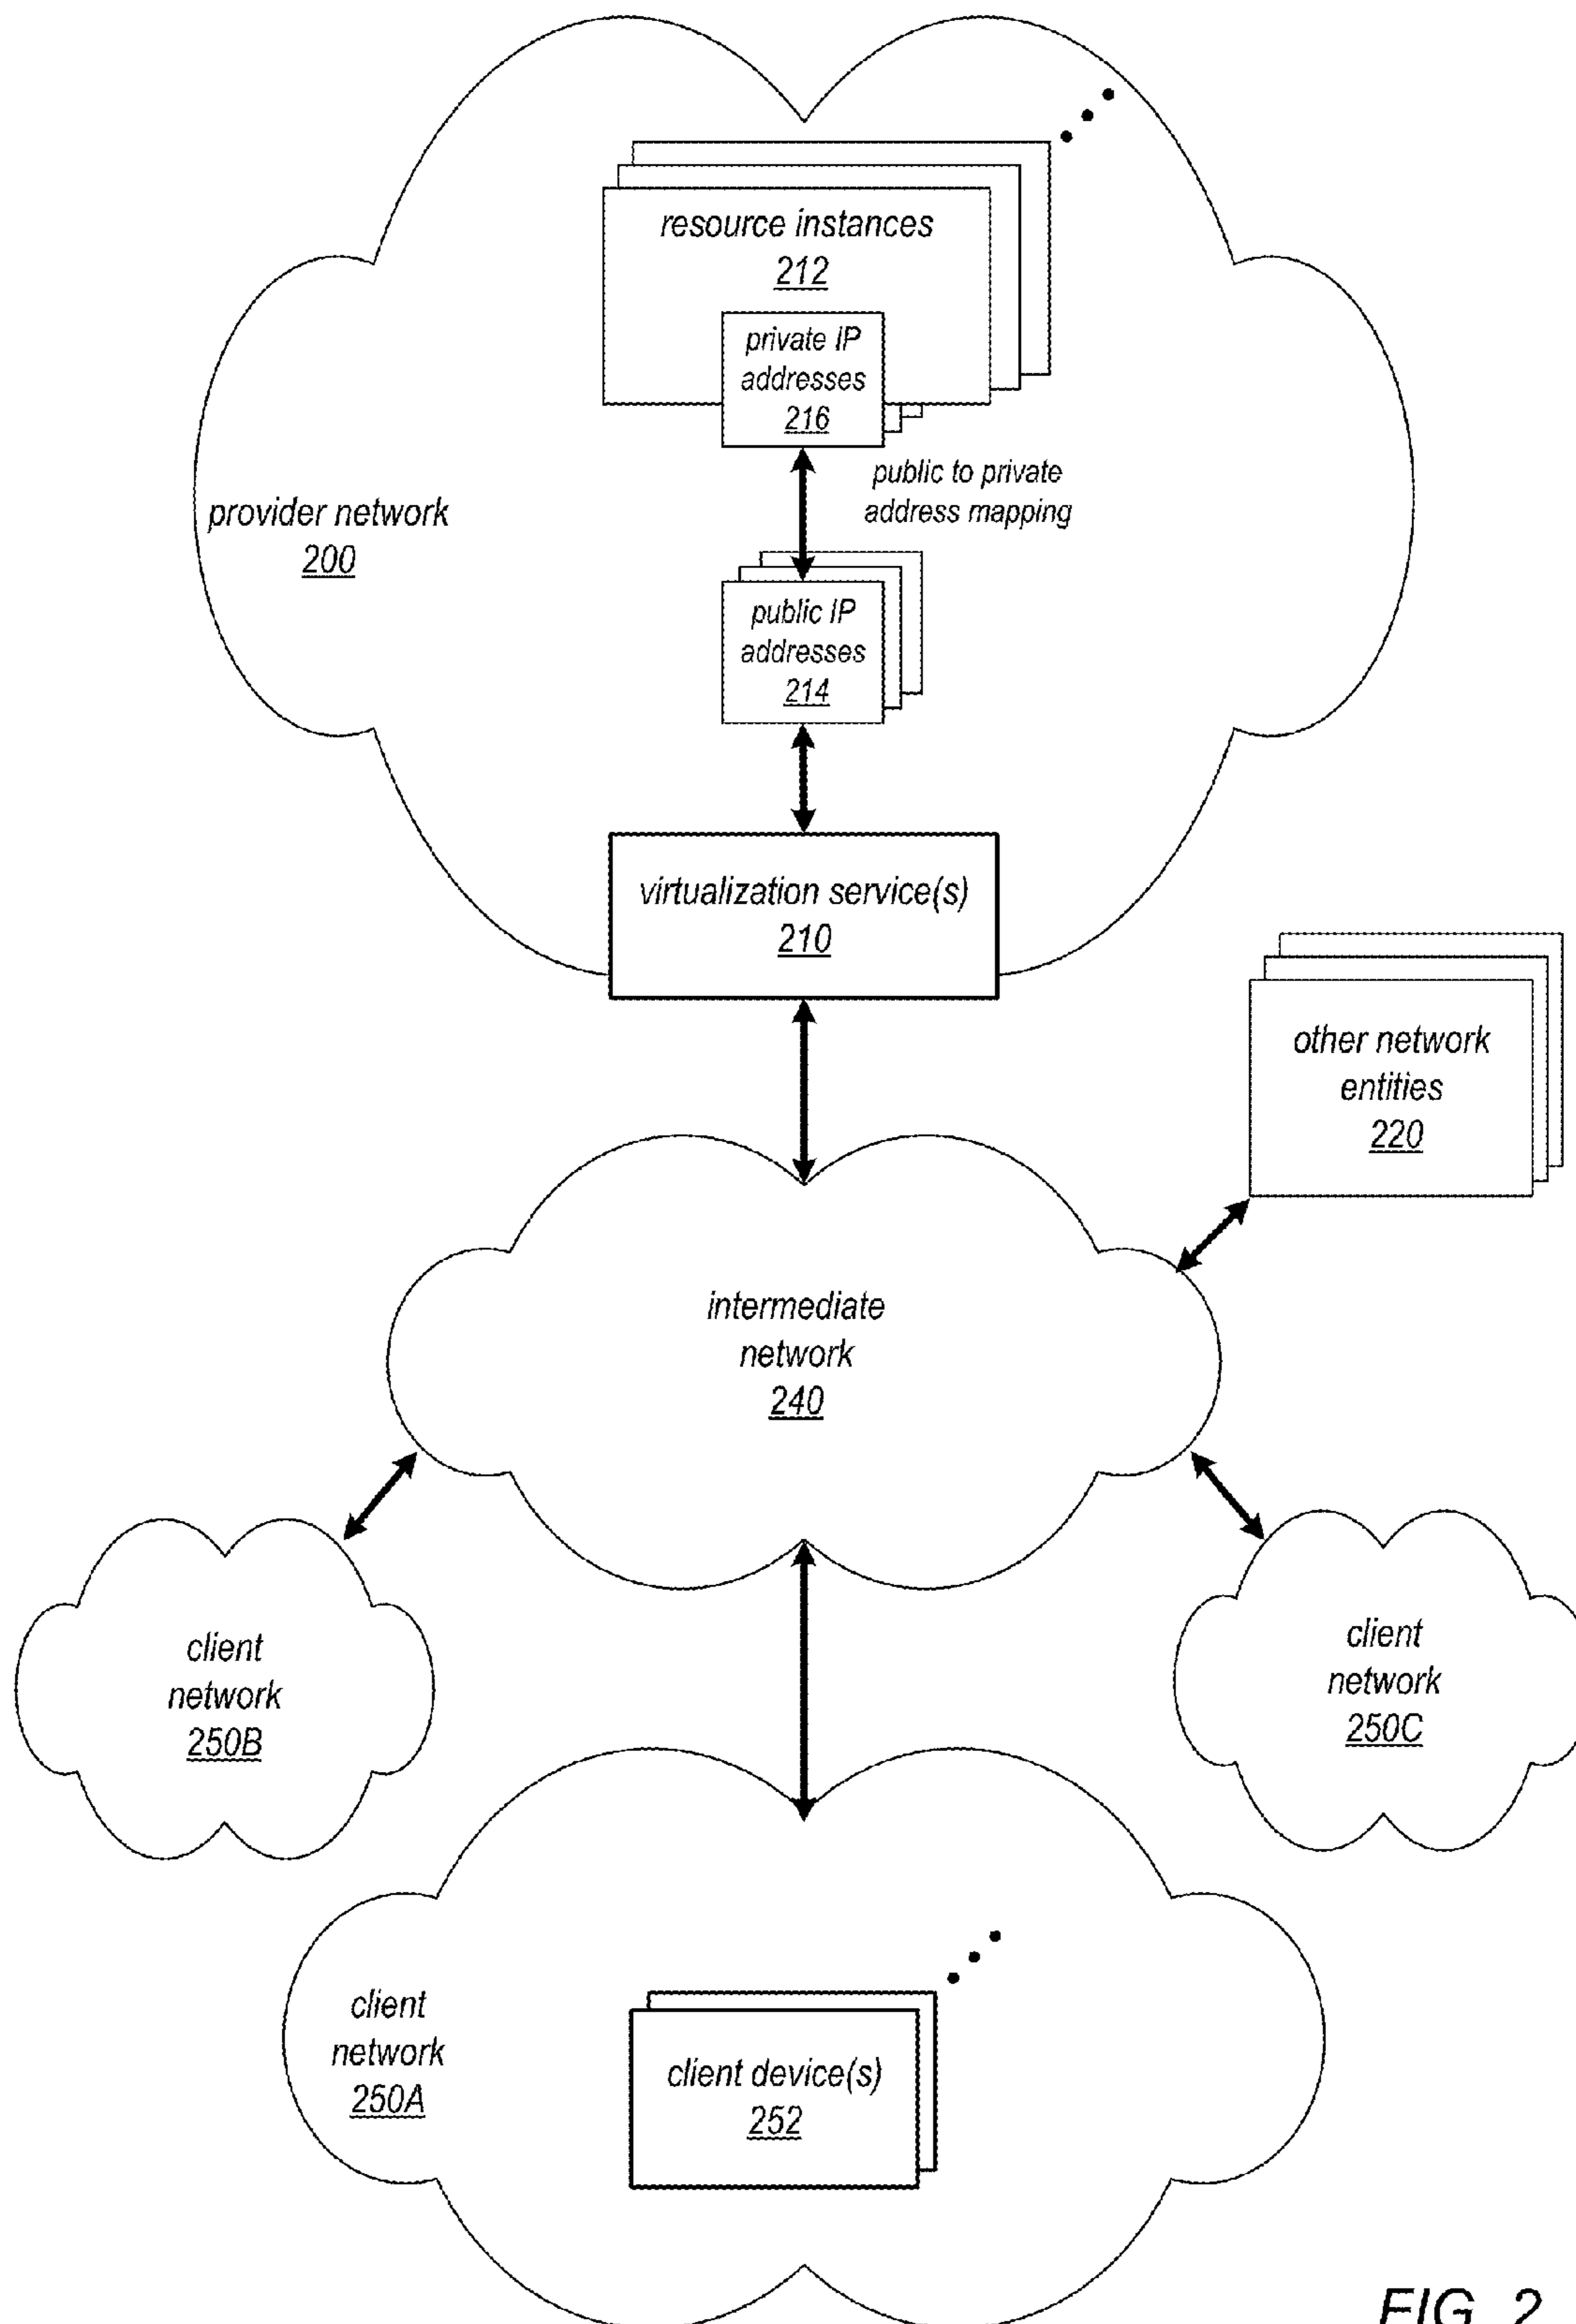 resource instances
212
private IP
addresses
216
public to private
address mapping
provider network
200
public IP
addresses
214
virtualization service(s)
210
other network
entities
220
intermediate
network
240
client
network
250B
client
network
250C
client
network
250A
client device(s)
252
FIG. 2